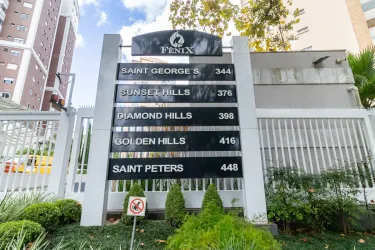 FENIX
SAINT GEORGE'S 344
SUNSET HILLS 376
DIAMOND HILLS 398
GOLDEN HILLS 416
SAINT PETERS 448